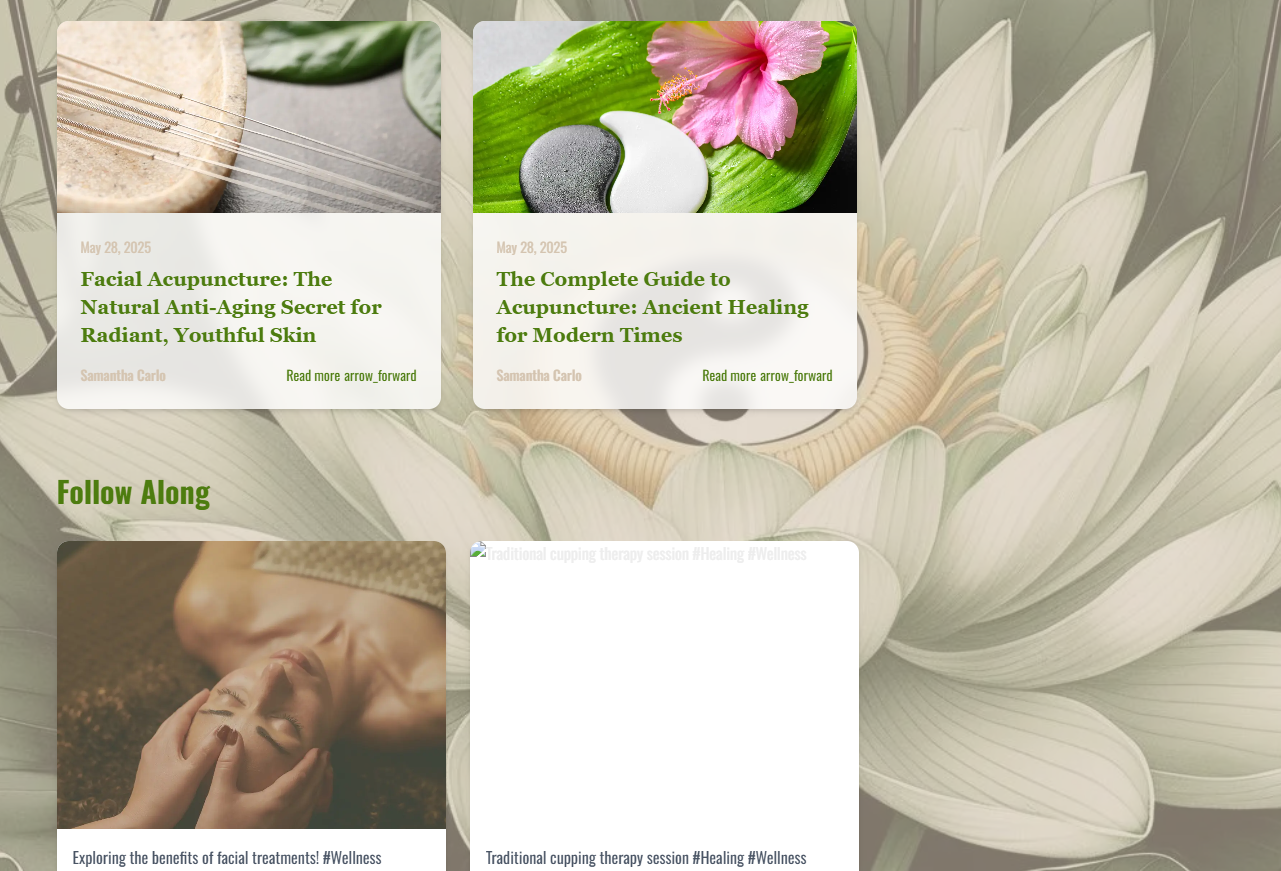 May 28, 2025
Facial Acupuncture: The
Natural Anti-Aging Secret for
Radiant, Youthful Skin
Samantha Carlo
Read more arrow_forward
May 28, 2025
The Complete Guide to
Acupuncture: Ancient Healing
for Modern Times
Samantha Carlo
Read more arrow_forward
Follow Along
Exploring the benefits of facial treatments! #Wellness
Traditional cupping therapy session #Healing #Wellness
Traditional cupping therapy session #Healing #Wellness